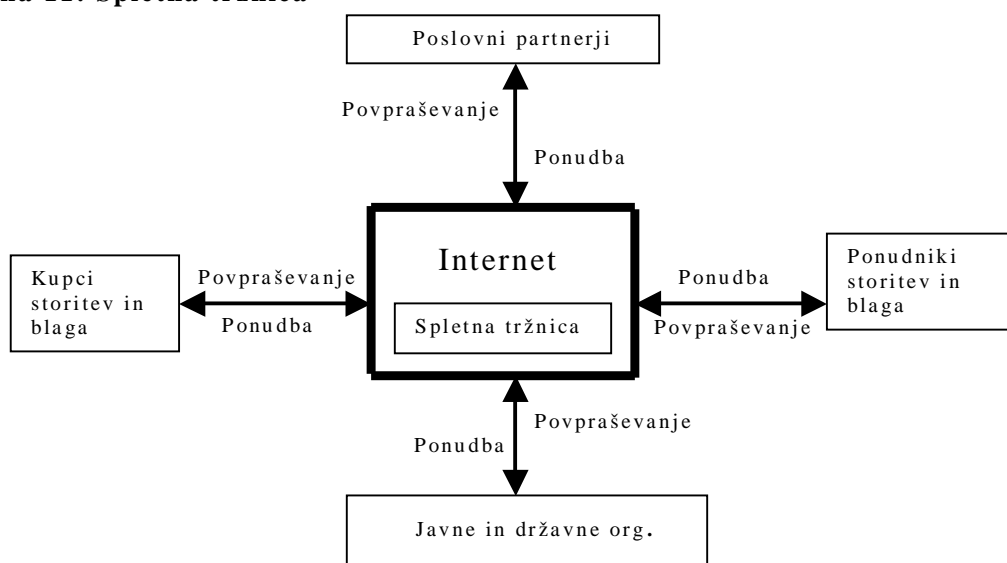 11: Spletna tržnica
Poslovni partnerji
Povpraševanje
Ponudba
Internet
Spletna tržnica
Kupci
storitev in
blaga
Povpraševanje
Ponudba
Ponudba
Povpraševanje
Ponudniki
storitev in
blaga
Povpraševanje
Ponudba
Javne in državne org.